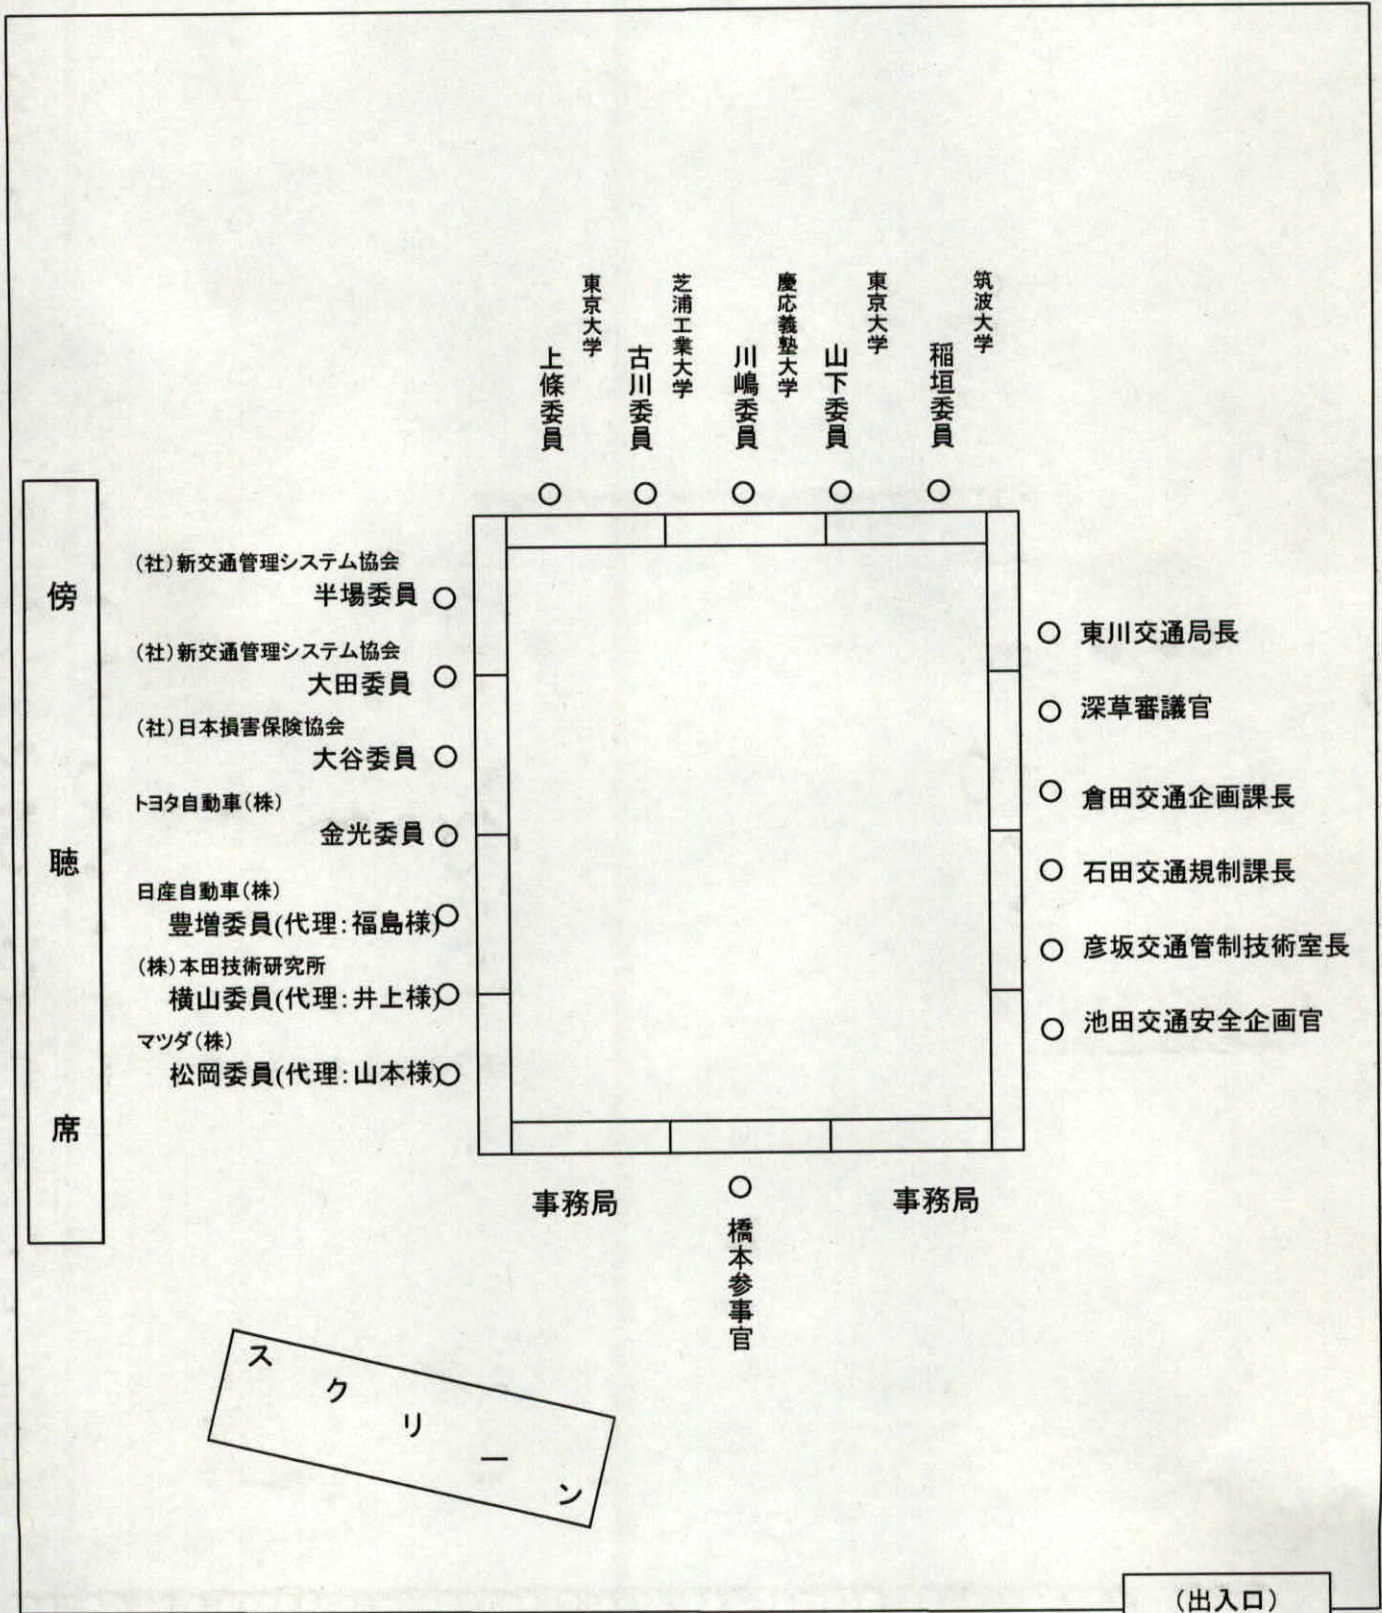 東京大学
上條委員
芝浦工業大学
古川委員
慶応義塾大学
川嶋委員
東京大学
山下委員
筑波大学
稲垣委員
傍聴席
(社)新交通管理システム協会
半場委員
(社)新交通管理システム協会
大田委員
(社)日本損害保険協会
大谷委員
トヨタ自動車(株)
金光委員
日産自動車(株)
豊増委員(代理:福島様)
(株)本田技術研究所
横山委員(代理:井上様)
マツダ(株)
松岡委員(代理:山本様)
東川交通局長
深草審議官
倉田交通企画課長
石田交通規制課長
彦坂交通管制技術室長
池田交通安全企画官
事務局
橋本参事官
事務局
スクリーン
(出入口)